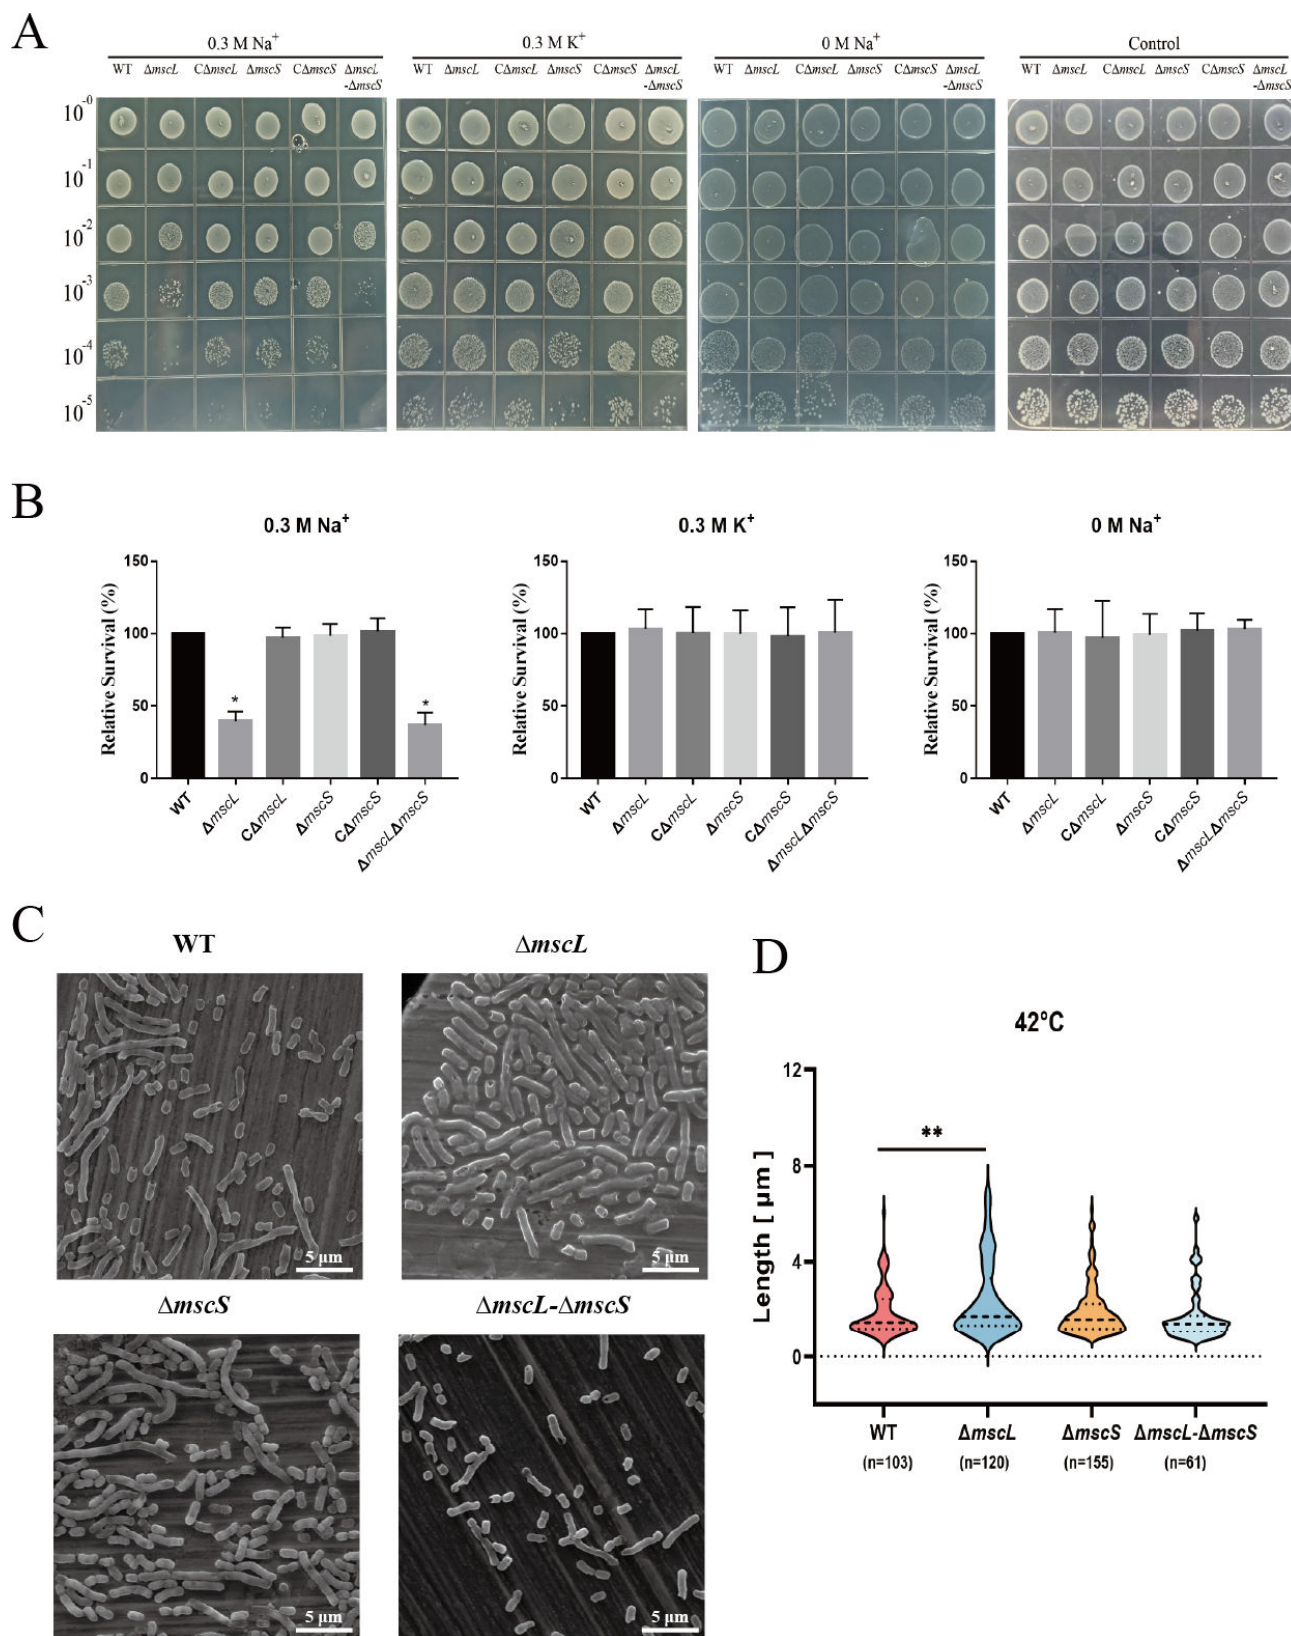 A
0.3 M Na+
0.3 M K+
0 M Na+
Control
WT ΔmscL CΔmscL ΔmscS CΔmscS ΔmscL
-ΔmscS
WT ΔmscL CΔmscL ΔmscS CΔmscS ΔmscL
-ΔmscS
WT ΔmscL CΔmscL ΔmscS CΔmscS ΔmscL
-ΔmscS
WT ΔmscL CΔmscL ΔmscS CΔmscS ΔmscL
-ΔmscS
10-0
10-1
10-2
10-3
10-4
10-5
B
0.3 M Na+
Relative Survival (%)
150
100
50
0
WT ΔmscL CΔmscL ΔmscS CΔmscS ΔmscLΔmscS
* *
0.3 M K+
Relative Survival (%)
150
100
50
0
WT ΔmscL CΔmscL ΔmscS CΔmscS ΔmscLΔmscS
0 M Na+
Relative Survival (%)
150
100
50
0
WT ΔmscL CΔmscL ΔmscS CΔmscS ΔmscLΔmscS
C
WT
5 μm
ΔmscL
5 μm
ΔmscS
5 μm
ΔmscL-ΔmscS
5 μm
D
42°C
Length [ μm ]
12
8
4
0
**
WT ΔmscL ΔmscS ΔmscL-ΔmscS
(n=103) (n=120) (n=155) (n=61)